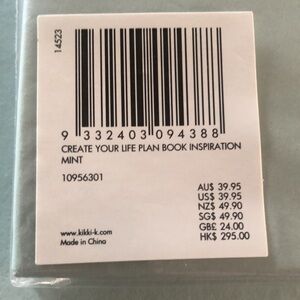 14523
9 332403 094388
CREATE YOUR LIFE PLAN BOOK INSPIRATION
MINT
10956301
AU$ 39.95
US$ 39.95
NZ$ 49.90
SG$ 49.90
GB£ 24.00
HK$ 295.00
www.kikki-k.com
Made in China